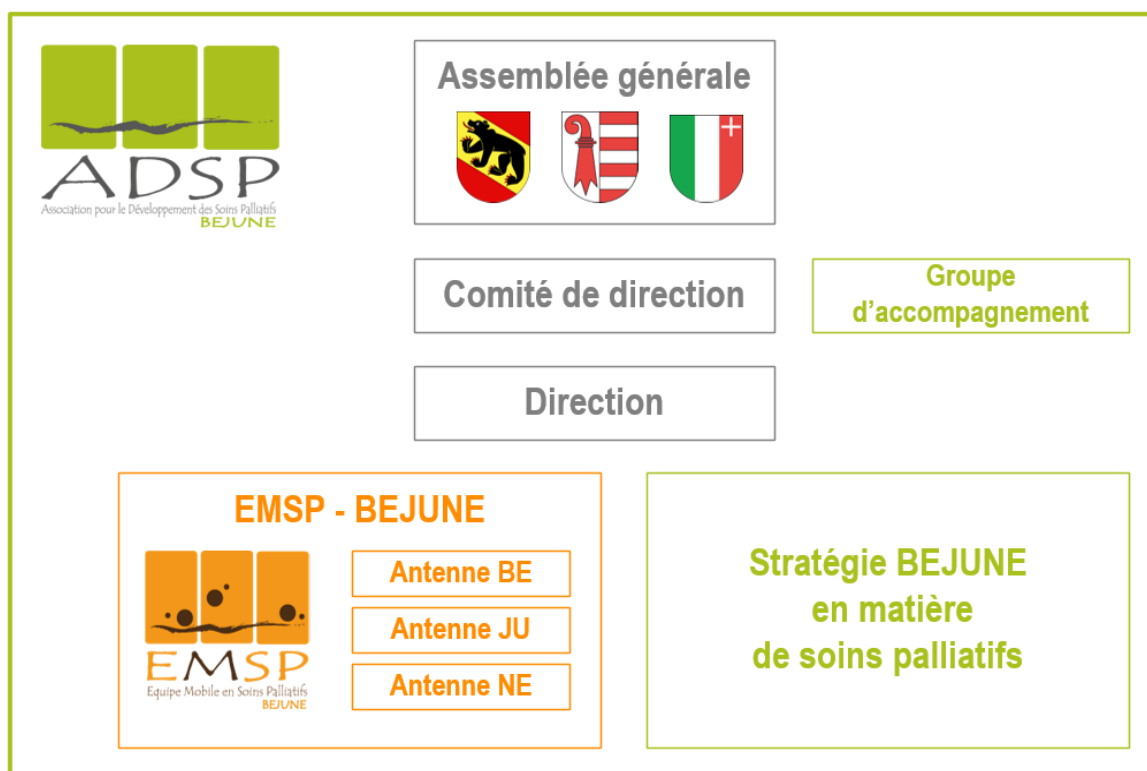 ADSP
Association pour le Développement des Soins Palliatifs
BEJUNE
Assemblée générale
Comité de direction
Groupe
d’accompagnement
Direction
EMSP - BEJUNE
EMSP
Equipe Mobile en Soins Palliatifs
BEJUNE
Antenne BE
Antenne JU
Antenne NE
Stratégie BEJUNE
en matière
de soins palliatifs